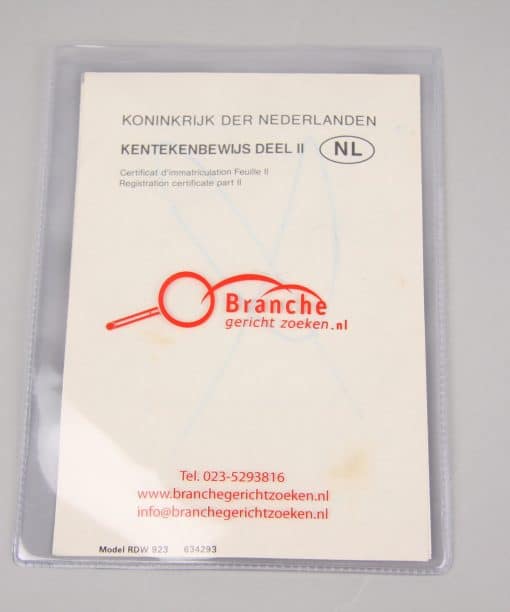 KONINKRIJK DER NEDERLANDEN
KENTEKENBEWIJS DEEL II NL
Certificat d'immatriculation Feuille II
Registration certificate part II
Branche
gericht zoeken.nl
Tel. 023-5293816
www.branchegerichtzoeken.nl
info@branchegerichtzoeken.nl
Model RDW 923 634293